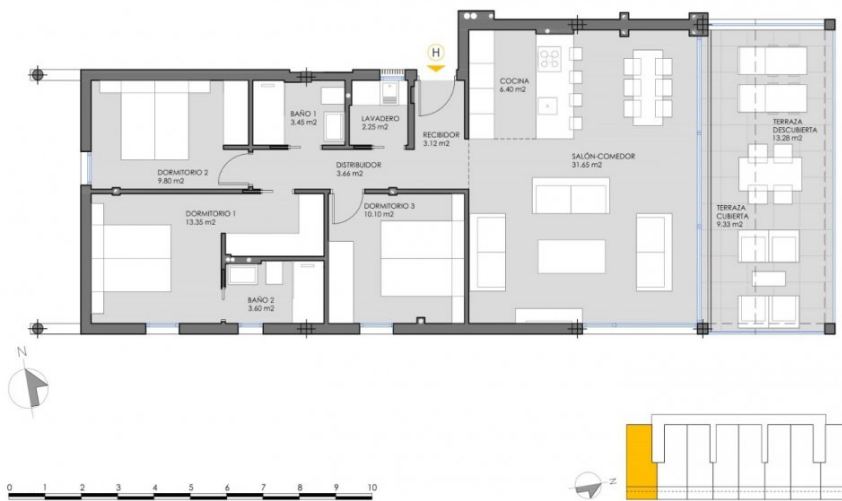 H
COCINA
6.40 m2
BAÑO 1
3.45 m2
LAVADERO
2.25 m2
RECIBIDOR
3.12 m2
TERRAZA
DESCUBIERTA
13.28 m2
DORMITORIO 2
9.80 m2
DISTRIBUIDOR
3.66 m2
SALÓN-COMEDOR
31.65 m2
DORMITORIO 1
13.35 m2
DORMITORIO 3
10.10 m2
TERRAZA
CUBIERTA
9.33 m2
BAÑO 2
3.60 m2
N
N
0 1 2 3 4 5 6 7 8 9 10